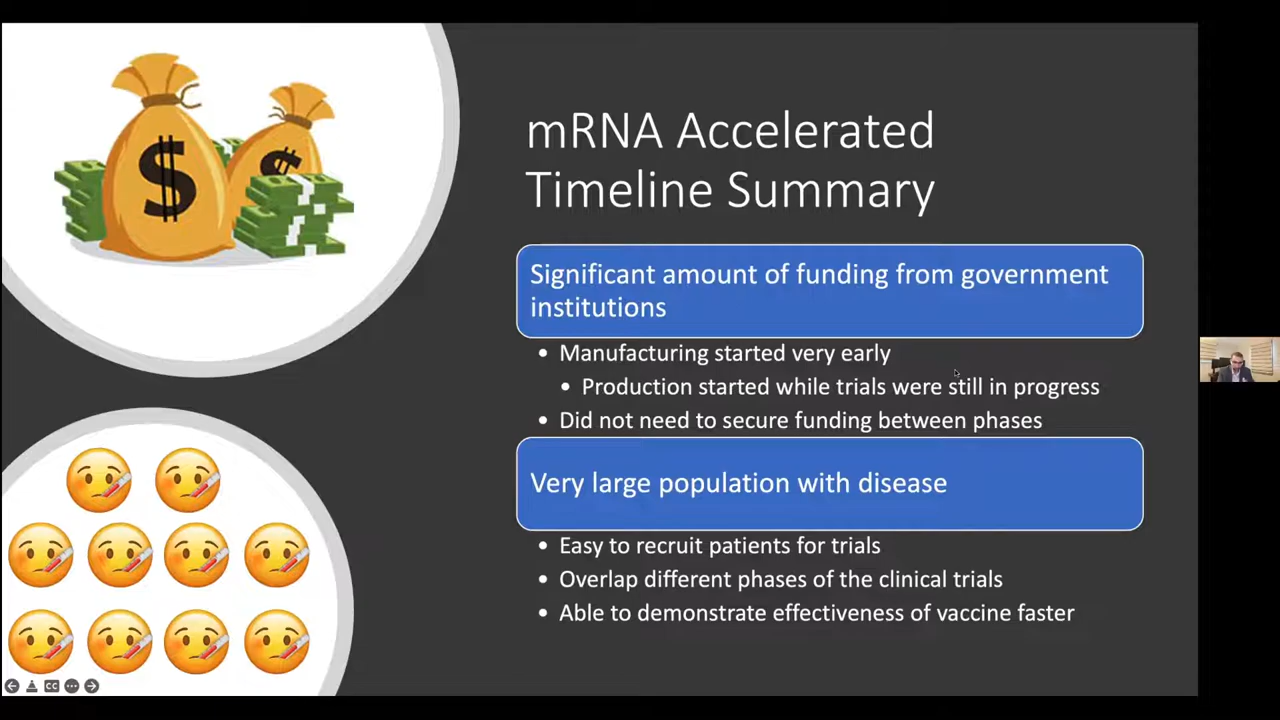 mRNA Accelerated
Timeline Summary
Significant amount of funding from government
institutions
• Manufacturing started very early
• Production started while trials were still in progress
• Did not need to secure funding between phases
Very large population with disease
• Easy to recruit patients for trials
• Overlap different phases of the clinical trials
• Able to demonstrate effectiveness of vaccine faster
$
$
CC